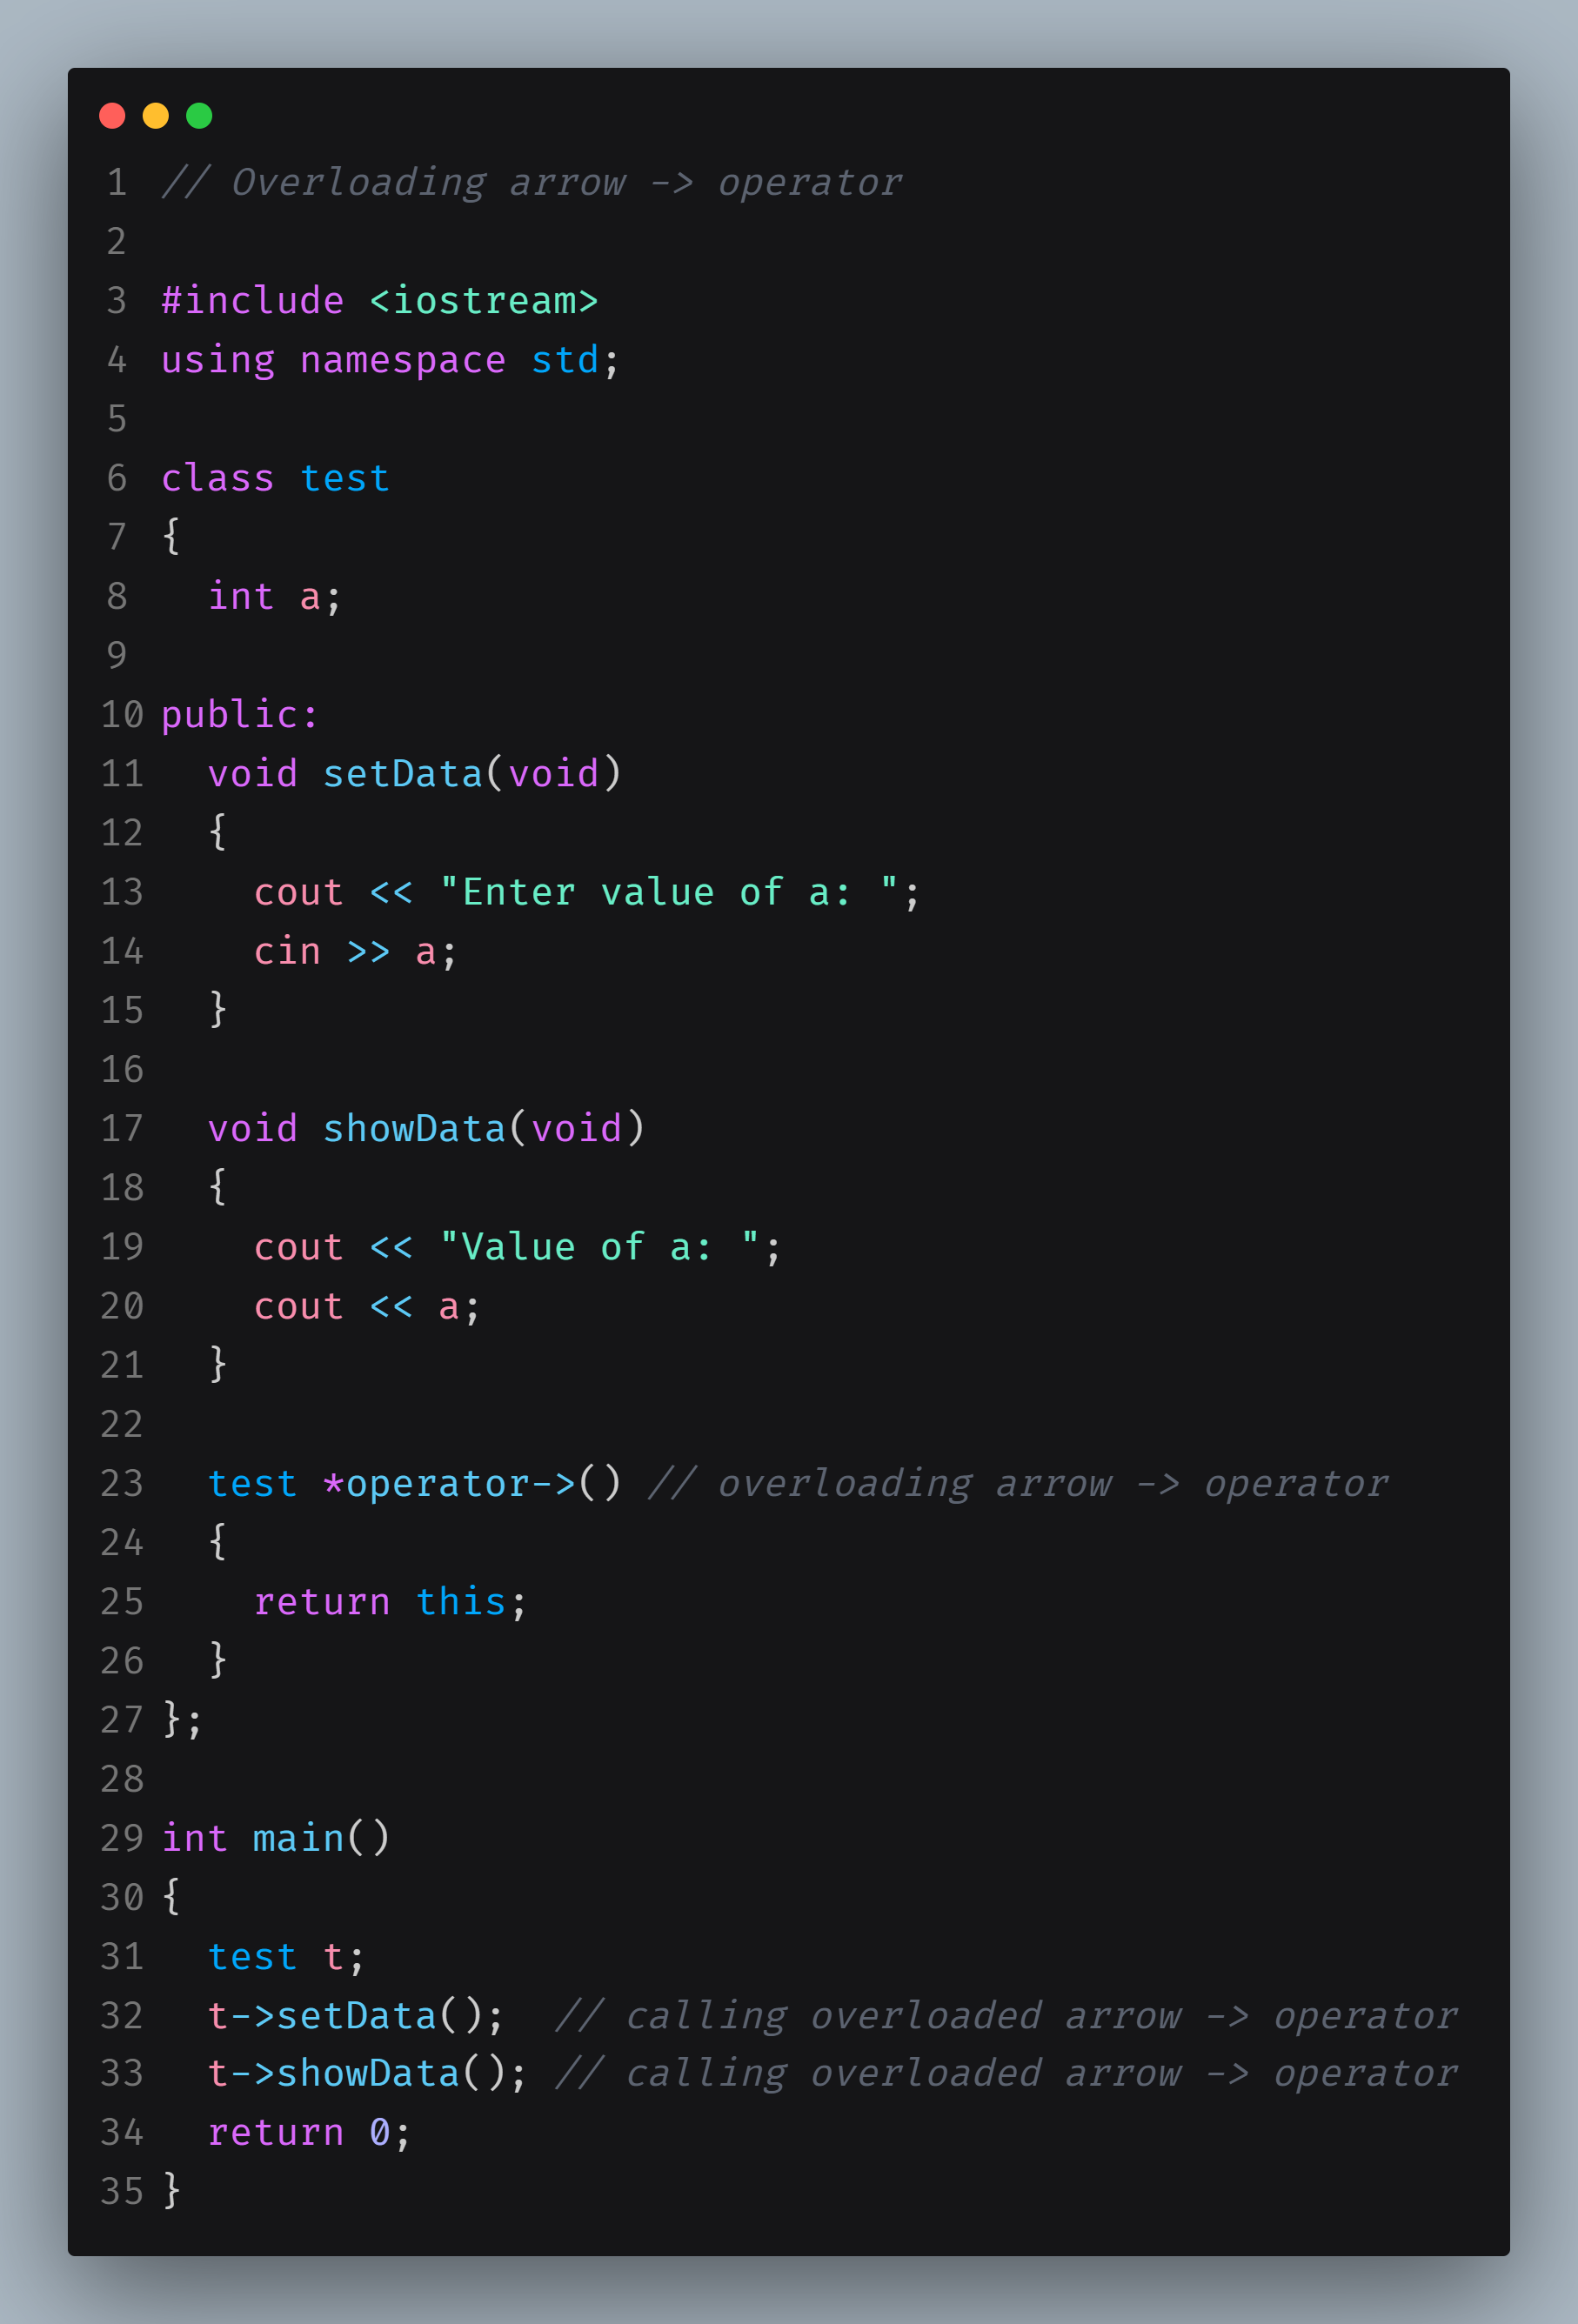 1 // Overloading arrow -> operator
2
3 #include <iostream>
4 using namespace std;
5
6 class test
7 {
8   int a;
9
10 public:
11   void setData(void)
12   {
13     cout << "Enter value of a: ";
14     cin >> a;
15   }
16
17   void showData(void)
18   {
19     cout << "Value of a: ";
20     cout << a;
21   }
22
23   test *operator->() // overloading arrow -> operator
24   {
25     return this;
26   }
27 };
28
29 int main()
30 {
31   test t;
32   t->setData();  // calling overloaded arrow -> operator
33   t->showData(); // calling overloaded arrow -> operator
34   return 0;
35 }